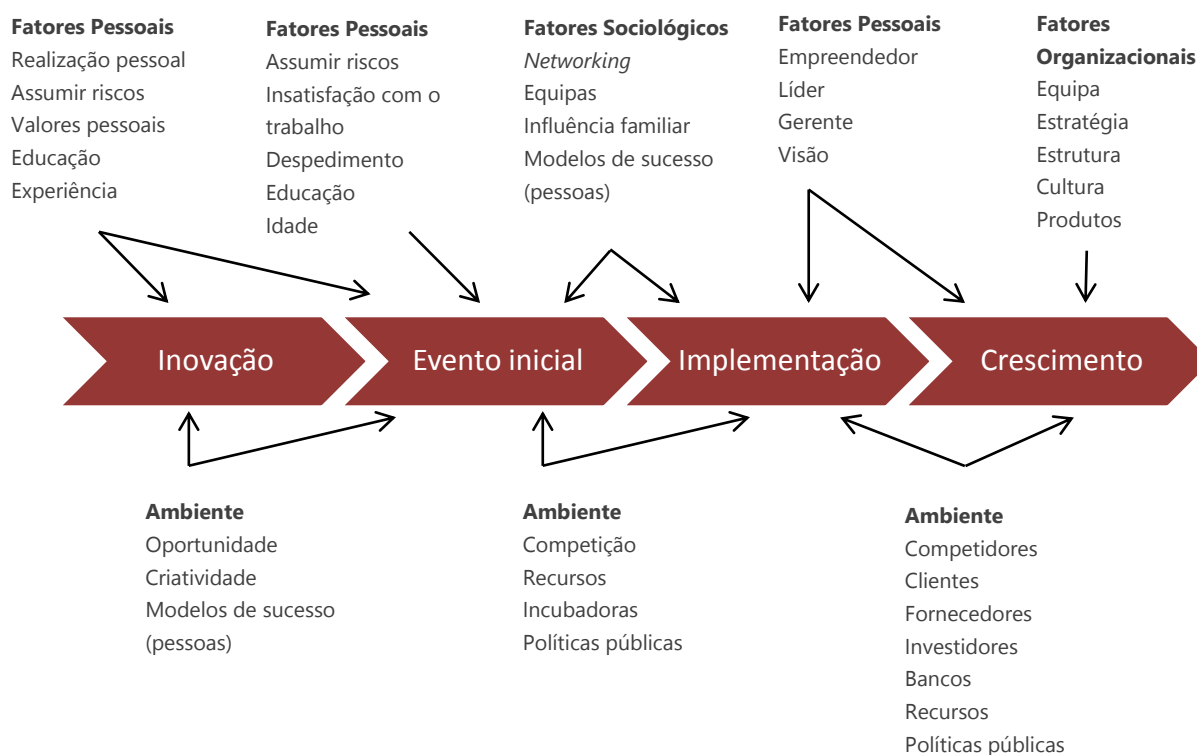 Fatores Pessoais
Realização pessoal
Assumir riscos
Valores pessoais
Educação
Experiência
Fatores Pessoais
Assumir riscos
Insatisfação com o
trabalho
Despedimento
Educação
Idade
Fatores Sociológicos
Networking
Equipas
Influência familiar
Modelos de sucesso
(pessoas)
Fatores Pessoais
Empreendedor
Líder
Gerente
Visão
Fatores
Organizacionais
Equipa
Estratégia
Estrutura
Cultura
Produtos
Inovação
Evento inicial
Implementação
Crescimento
Ambiente
Oportunidade
Criatividade
Modelos de sucesso
(pessoas)
Ambiente
Competição
Recursos
Incubadoras
Políticas públicas
Ambiente
Competidores
Clientes
Fornecedores
Investidores
Bancos
Recursos
Políticas públicas